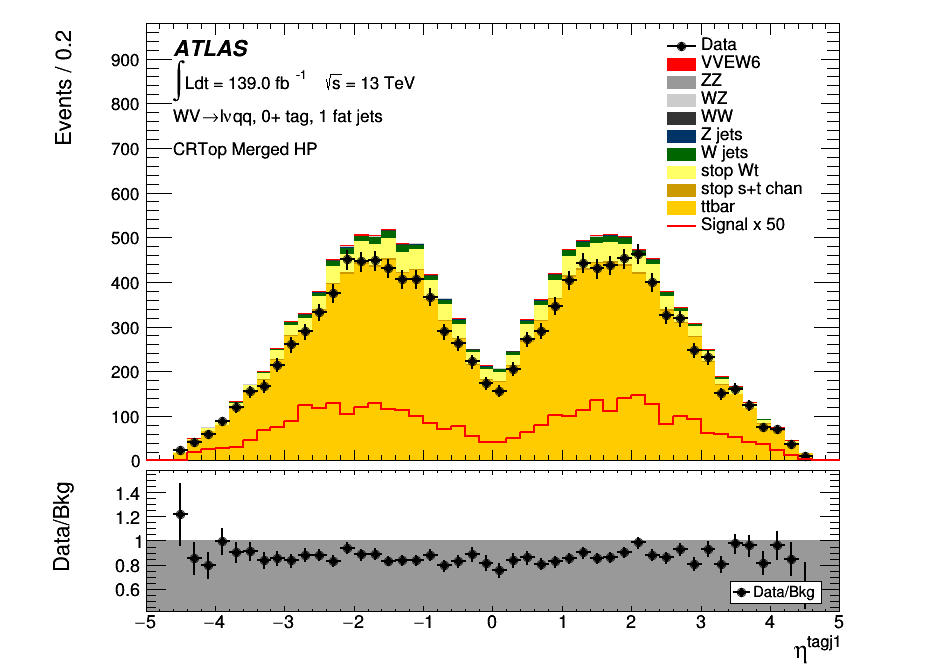 Events / 0.2
900
800
700
600
500
400
300
200
100
0
ATLAS
∫Ldt = 139.0 fb⁻¹ √s = 13 TeV
WV→lνqq, 0+ tag, 1 fat jets
CRTop Merged HP
Data
VVEW6
ZZ
WZ
WW
Z jets
W jets
stop Wt
stop s+t chan
ttbar
Signal x 50
Data/Bkg
1.4
1.2
1
0.8
0.6
Data/Bkg
−5 −4 −3 −2 −1 0 1 2 3 4 5
η^tagj1